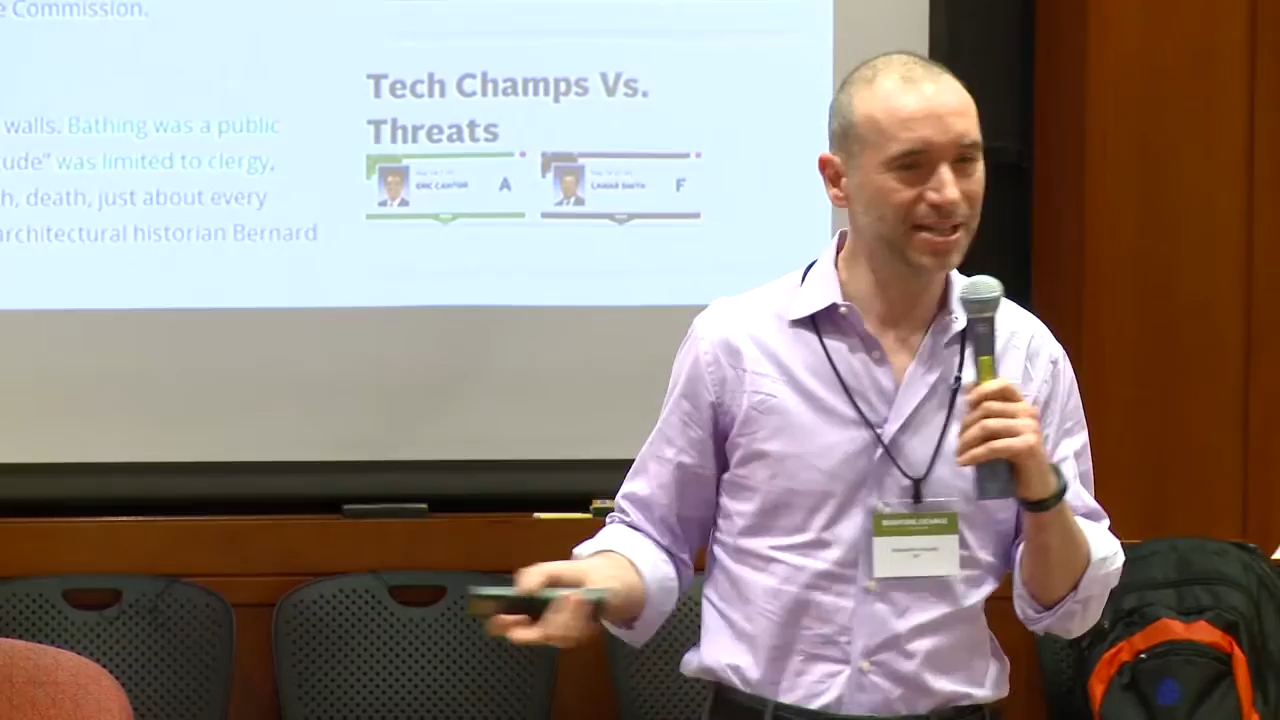 e Commission.
Tech Champs Vs.
Threats
walls. Bathing was a public
tude" was limited to clergy,
h, death, just about every
architectural historian Bernard
ERIC CANTOR A
LAMAR SMITH F